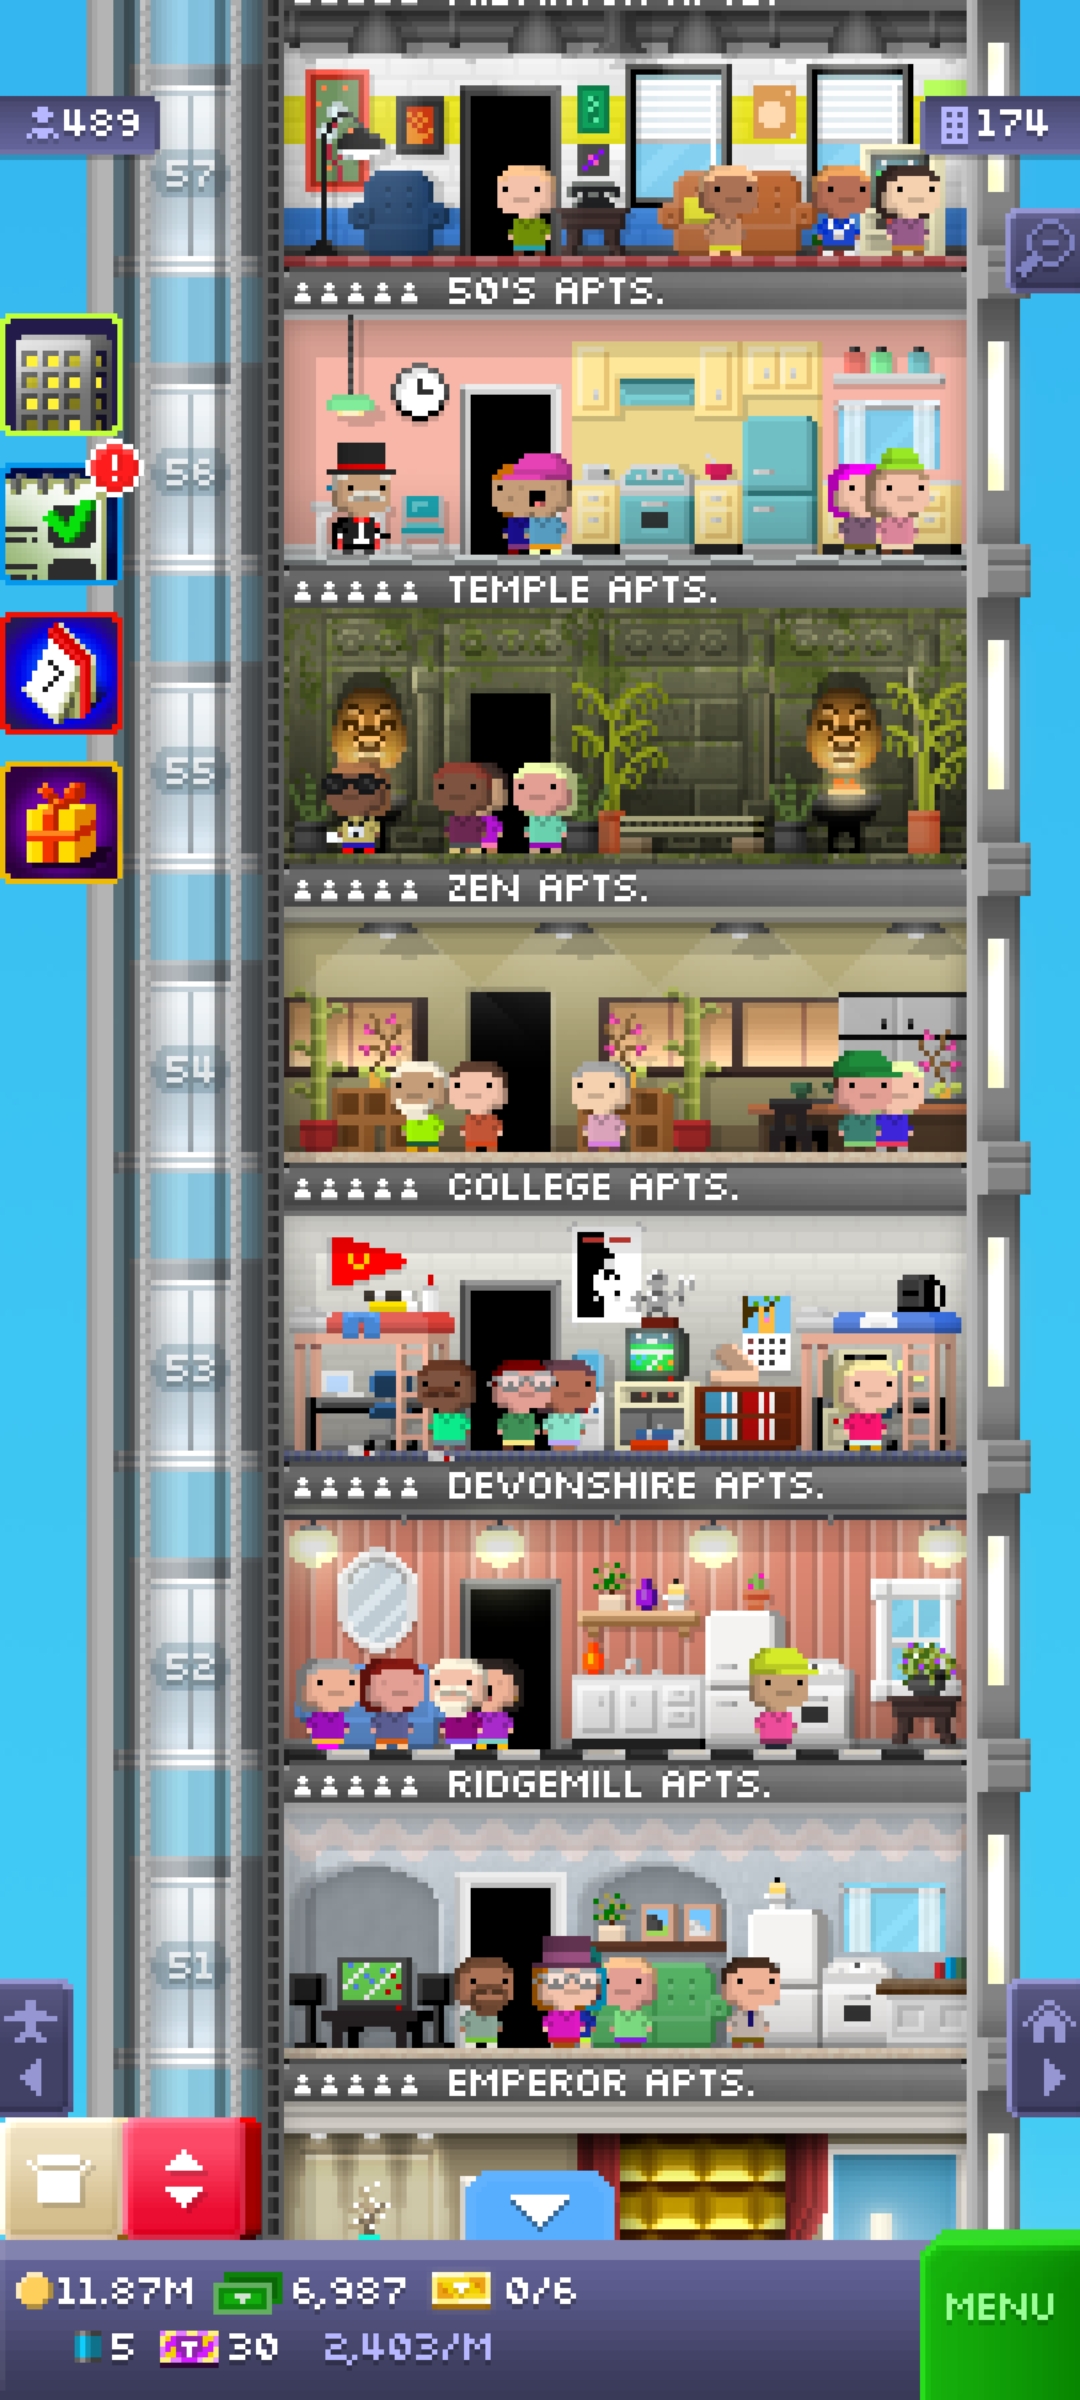 489
174
57
50'S APTS.
56
TEMPLE APTS.
55
ZEN APTS.
54
COLLEGE APTS.
53
DEVONSHIRE APTS.
52
RIDGEMILL APTS.
51
EMPEROR APTS.
11.87M 6,987 0/6
MENU
5 30 2,403/M